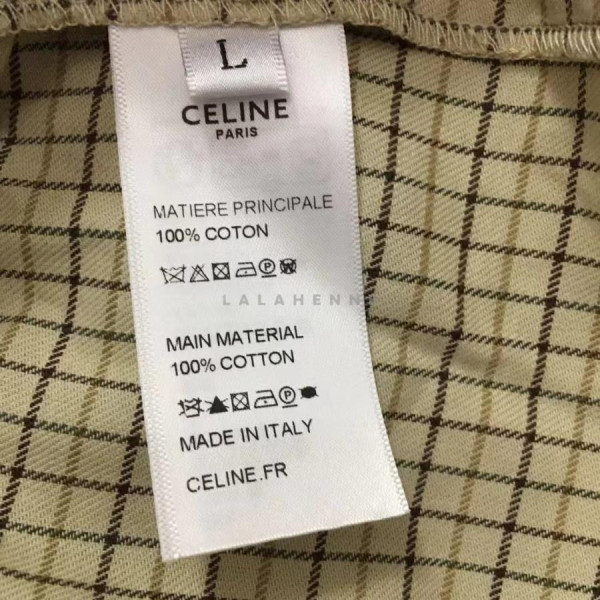 L
CELINE
PARIS
MATIERE PRINCIPALE
100% COTON
LALAHENN
MAIN MATERIAL
100% COTTON
MADE IN ITALY
CELINE.FR